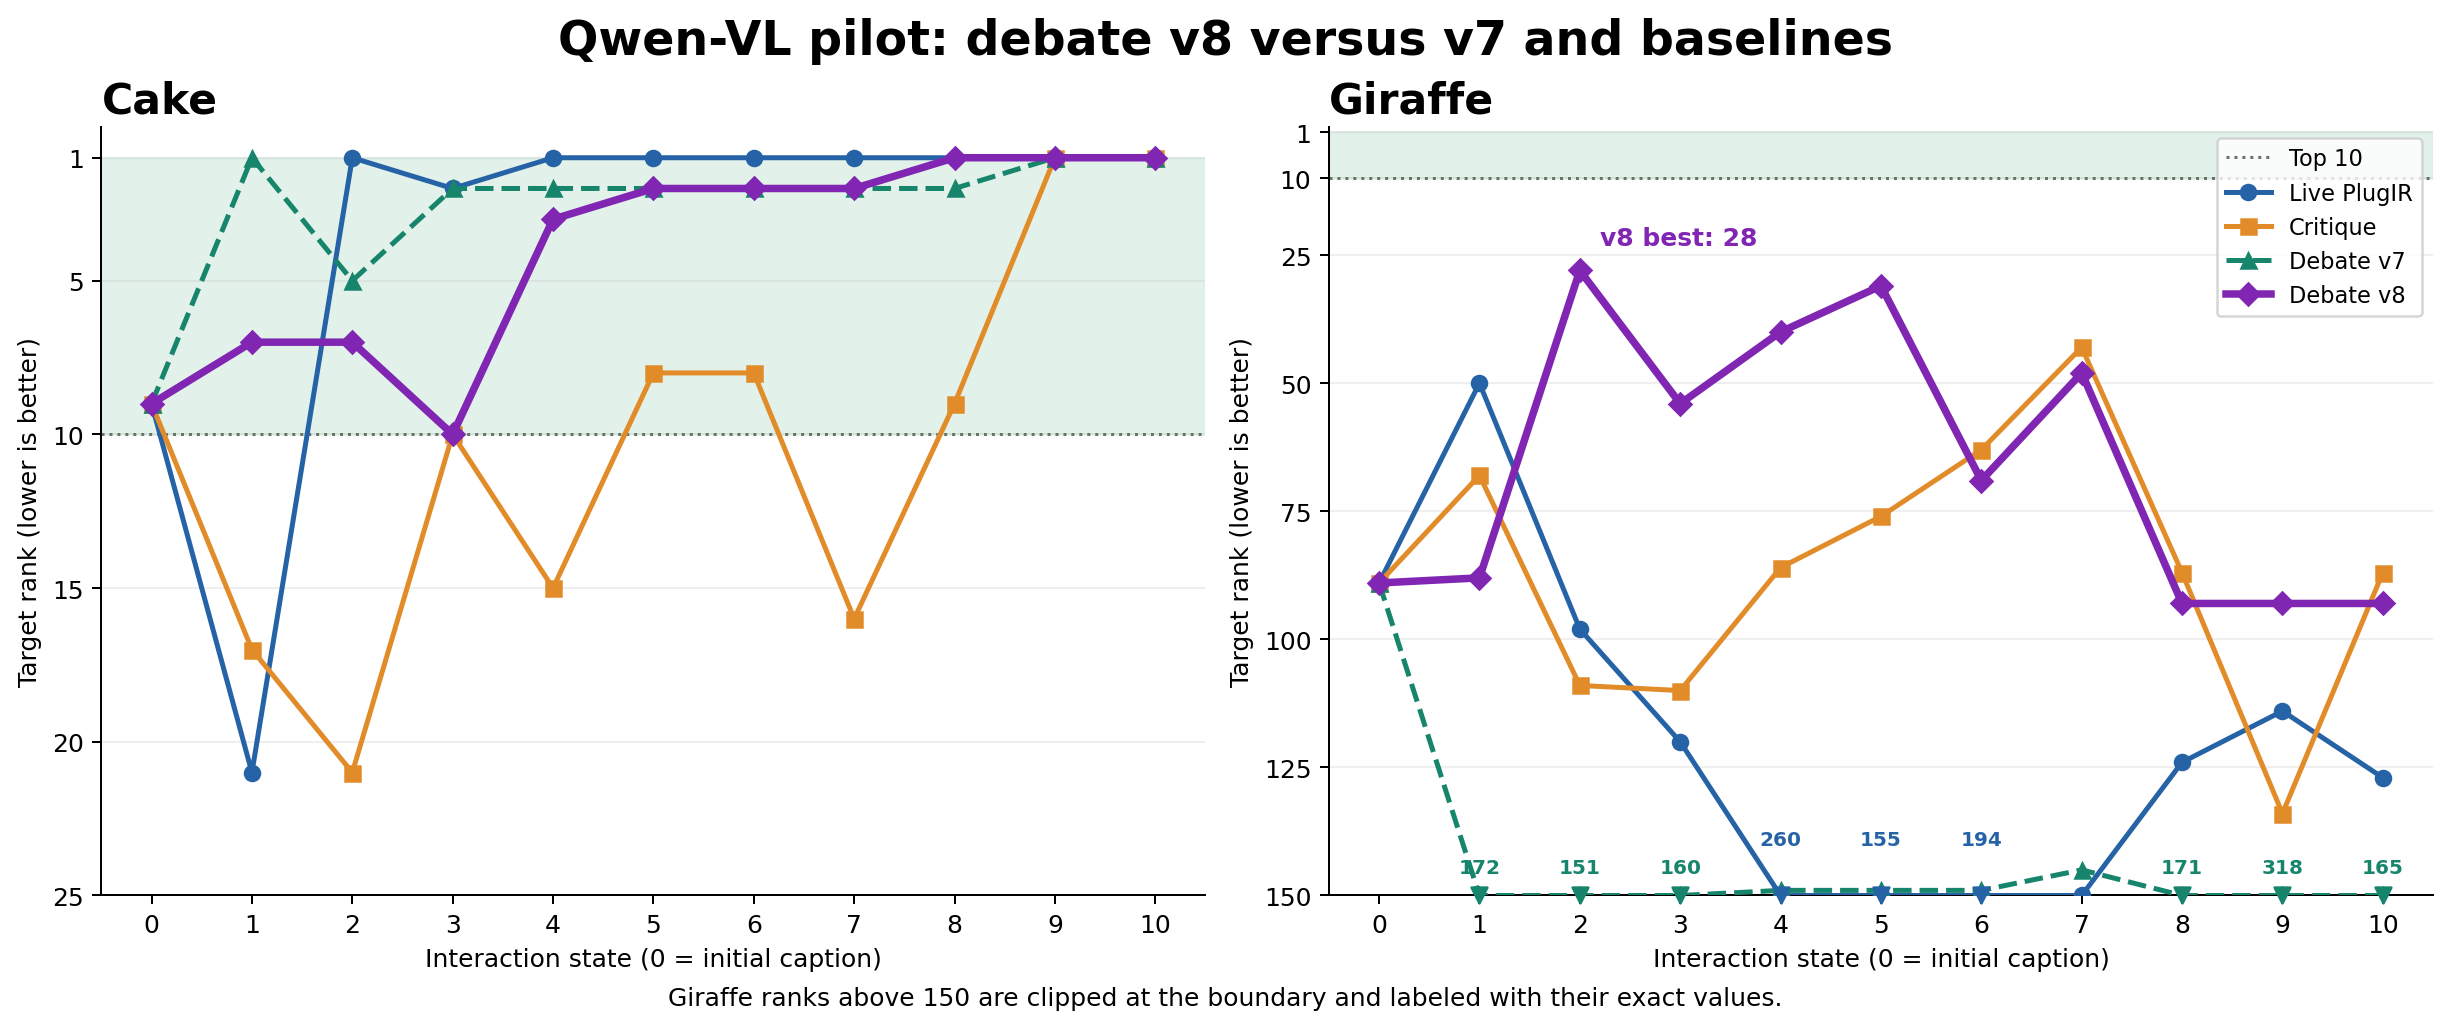 Qwen-VL pilot: debate v8 versus v7 and baselines
Cake
Target rank (lower is better)
1
5
10
15
20
25
0 1 2 3 4 5 6 7 8 9 10
Interaction state (0 = initial caption)
Giraffe
Target rank (lower is better)
1
10
25
50
75
100
125
150
v8 best: 28
Top 10
Live PlugIR
Critique
Debate v7
Debate v8
260 155 194
172 151 160 171 318 165
0 1 2 3 4 5 6 7 8 9 10
Interaction state (0 = initial caption)
Giraffe ranks above 150 are clipped at the boundary and labeled with their exact values.